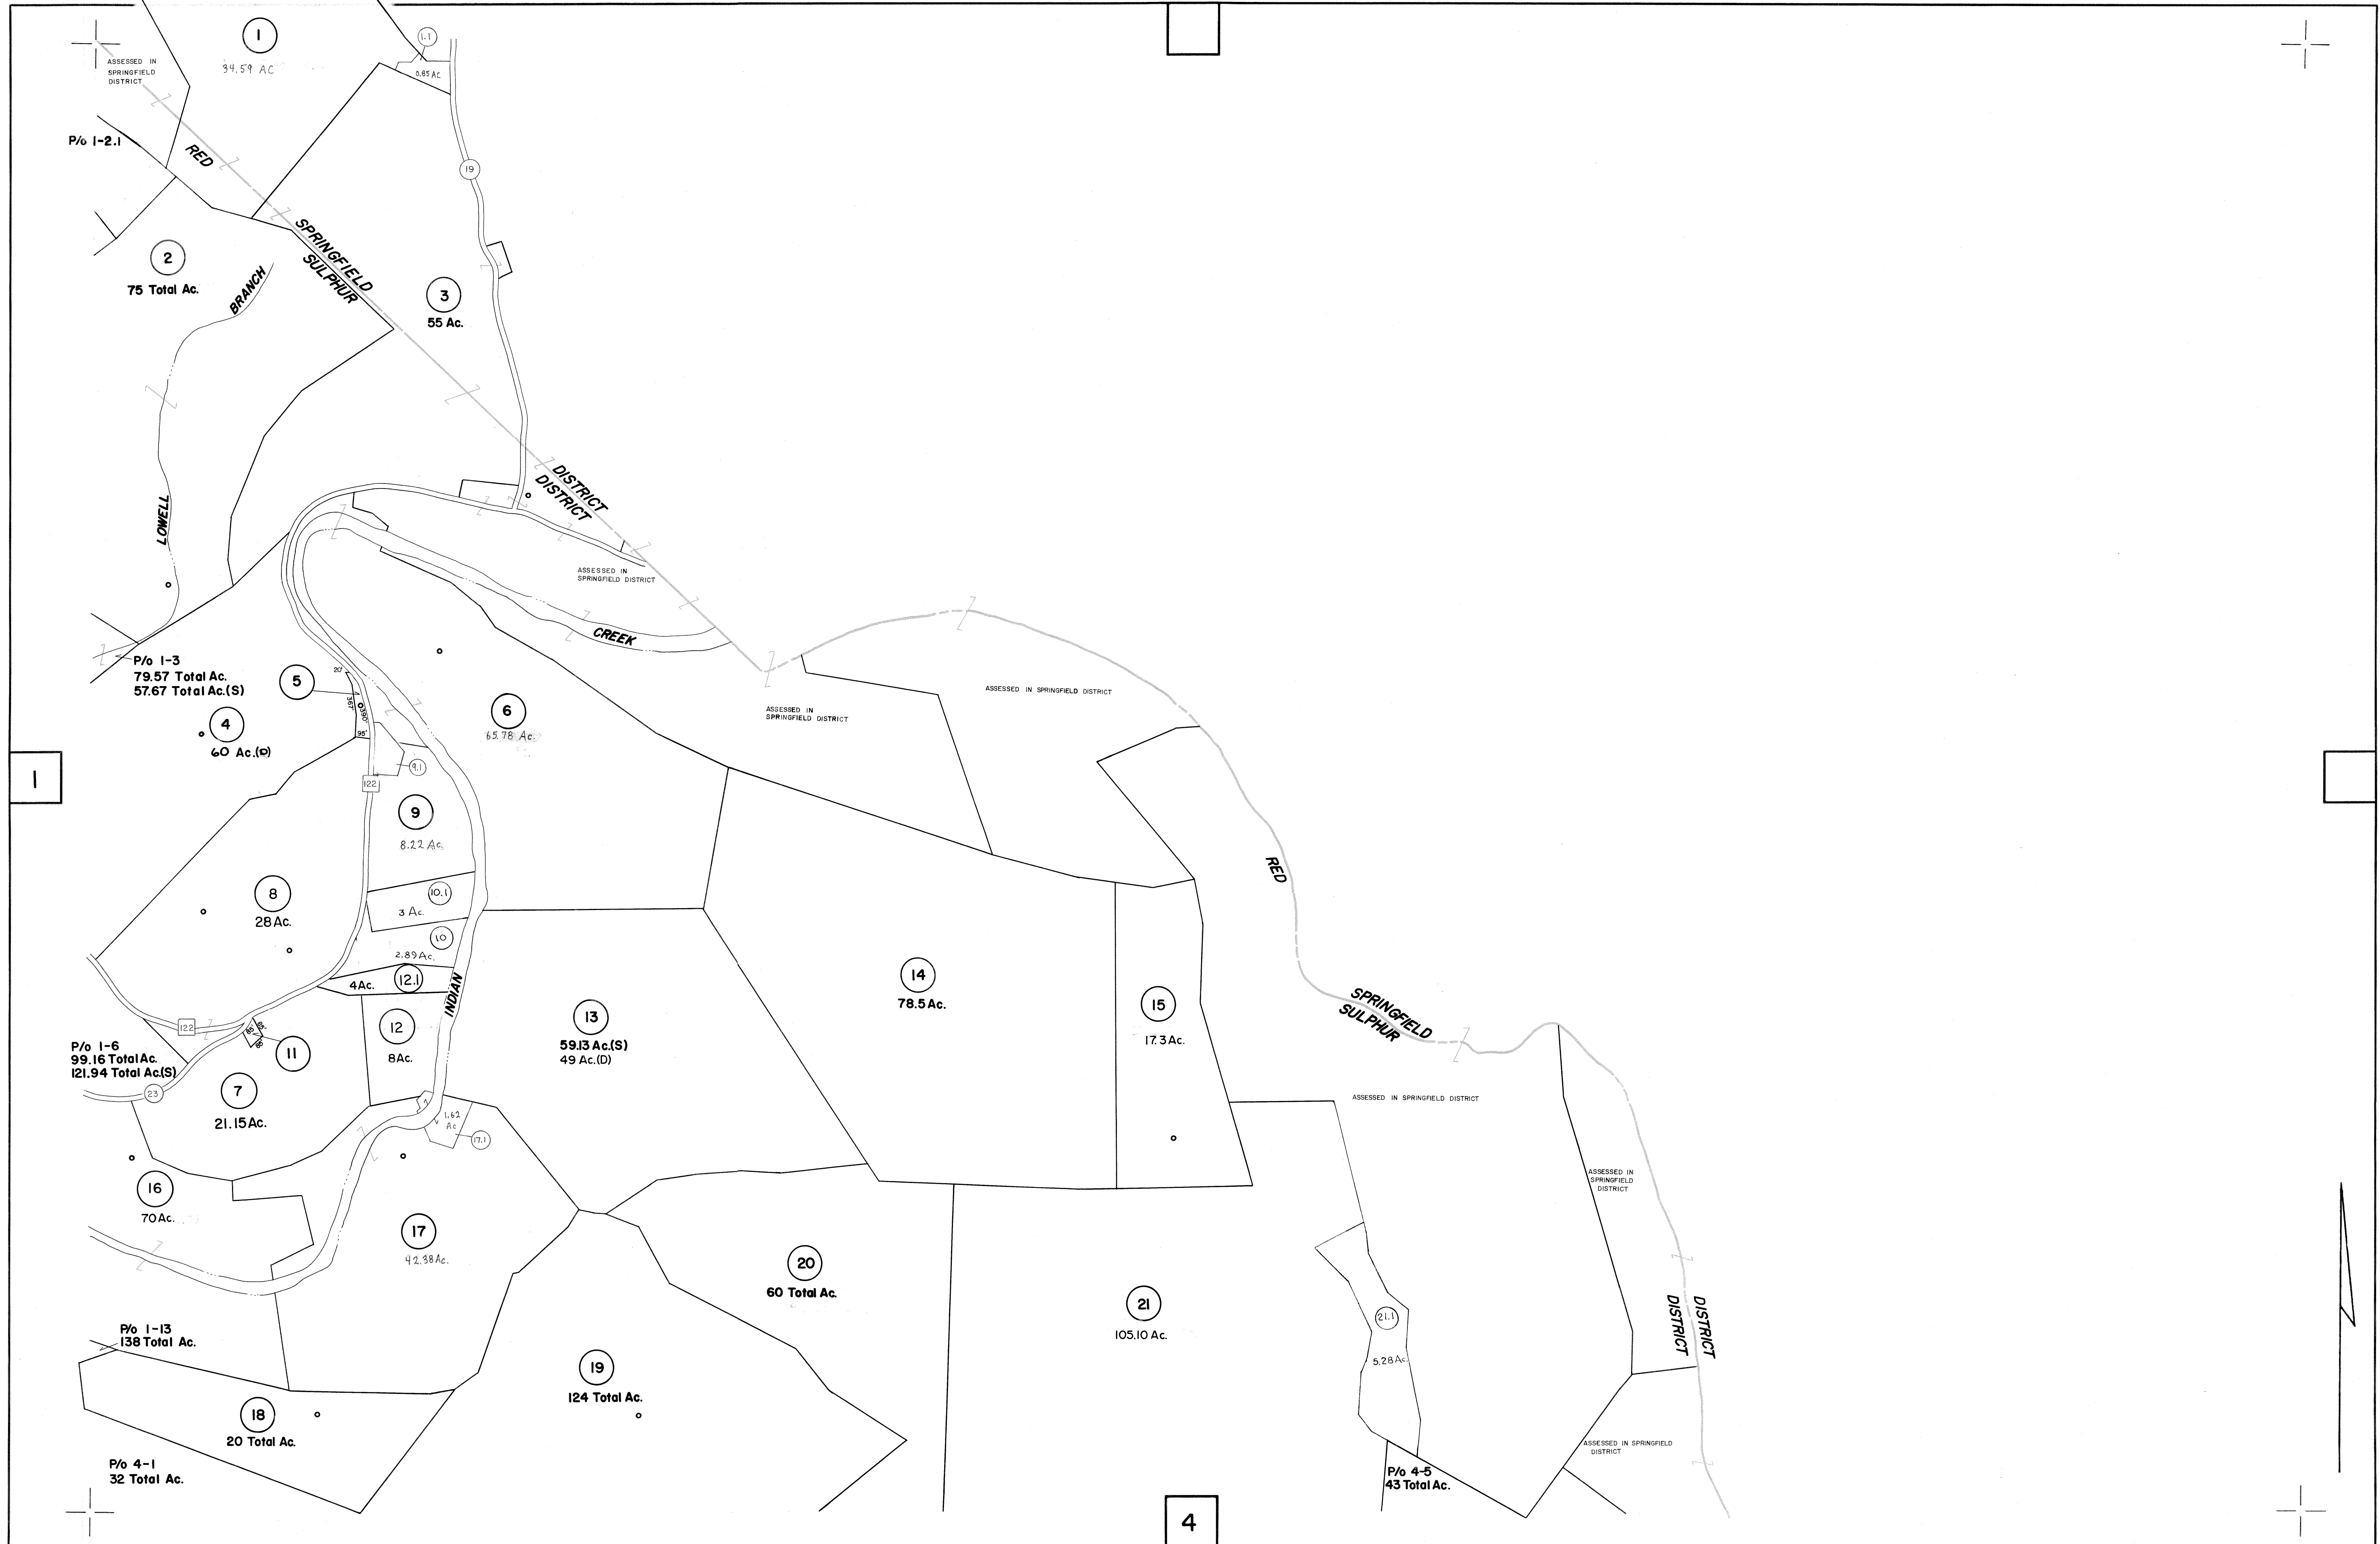 1
34.59 AC
1.1
0.85 AC
ASSESSED IN
SPRINGFIELD
DISTRICT
P/o 1-2.1
RED
19
SPRINGFIELD
SULPHUR
2
75 Total Ac.
BRANCH
3
55 Ac.
LOWELL
DISTRICT
DISTRICT
ASSESSED IN
SPRINGFIELD DISTRICT
CREEK
P/o 1-3
79.57 Total Ac.
57.67 Total Ac.(S)
5
20'
367'
390'
95'
4
60 Ac.(D)
6
65.78 Ac.
ASSESSED IN
SPRINGFIELD DISTRICT
ASSESSED IN SPRINGFIELD DISTRICT
1
9.1
122
9
8.22 Ac.
RED
8
28 Ac.
10.1
3 Ac.
10
2.89 Ac.
12.1
4 Ac.
INDIAN
14
78.5 Ac.
15
17.3 Ac.
13
59.13 Ac.(S)
49 Ac.(D)
SPRINGFIELD
SULPHUR
122
12
8 Ac.
11
P/o 1-6
99.16 Total Ac.
121.94 Total Ac.(S)
23
7
21.15 Ac.
1.62
Ac
17.1
ASSESSED IN SPRINGFIELD DISTRICT
ASSESSED IN
SPRINGFIELD
DISTRICT
16
70 Ac.
17
42.38 Ac.
20
60 Total Ac.
21
105.10 Ac.
21.1
5.28 Ac.
DISTRICT
DISTRICT
P/o 1-13
138 Total Ac.
19
124 Total Ac.
18
20 Total Ac.
P/o 4-1
32 Total Ac.
ASSESSED IN SPRINGFIELD
DISTRICT
P/o 4-5
43 Total Ac.
4